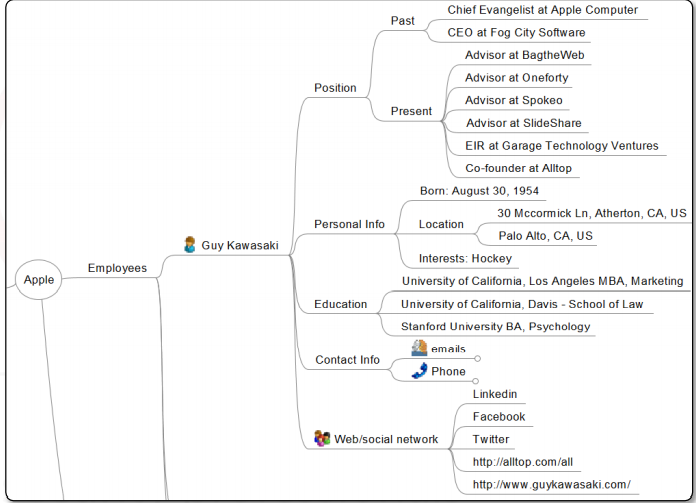 Apple
Employees
Guy Kawasaki
Position
Past
Chief Evangelist at Apple Computer
CEO at Fog City Software
Present
Advisor at BagtheWeb
Advisor at Oneforty
Advisor at Spokeo
Advisor at SlideShare
EIR at Garage Technology Ventures
Co-founder at Alltop
Personal Info
Born: August 30, 1954
Location
30 Mccormick Ln, Atherton, CA, US
Palo Alto, CA, US
Interests: Hockey
Education
University of California, Los Angeles MBA, Marketing
University of California, Davis - School of Law
Stanford University BA, Psychology
Contact Info
emails
Phone
Web/social network
Linkedin
Facebook
Twitter
http://alltop.com/all
http://www.guykawasaki.com/